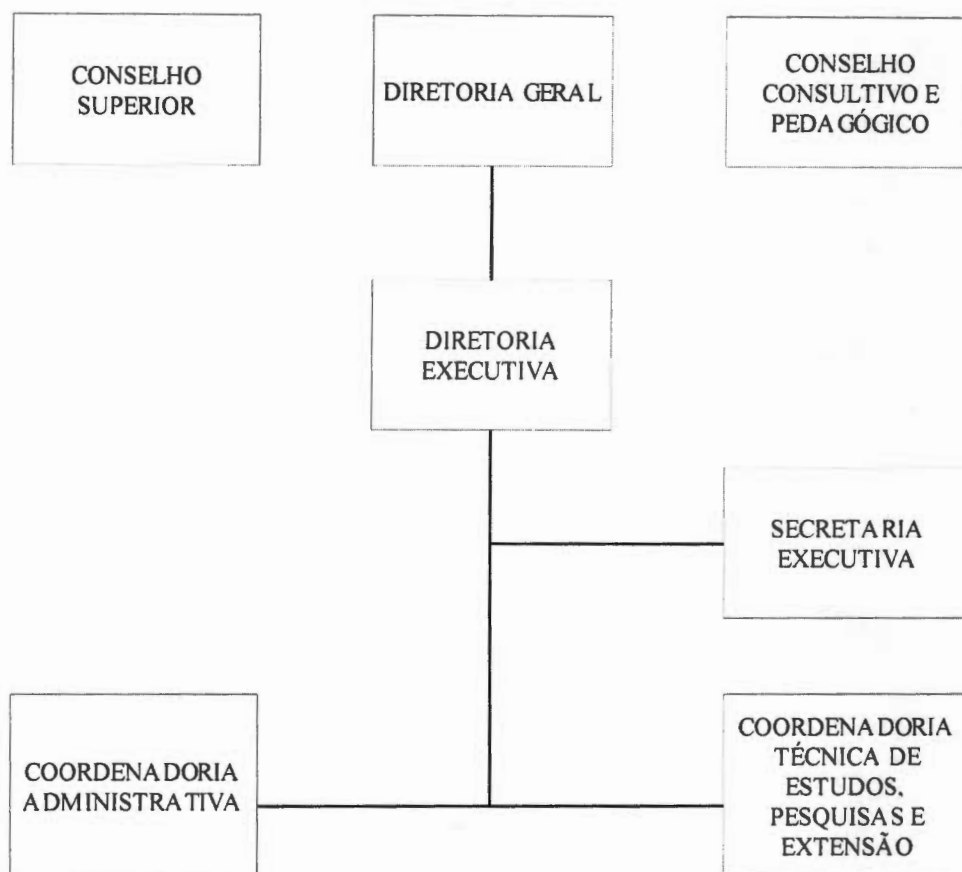 CONSELHO
SUPERIOR
DIRETORIA GERAL
CONSELHO
CONSULTIVO E
PEDAGÓGICO
DIRETORIA
EXECUTIVA
SECRETARIA
EXECUTIVA
COORDENADORIA
ADMINISTRATIVA
COORDENADORIA
TÉCNICA DE
ESTUDOS,
PESQUISAS E
EXTENSÃO